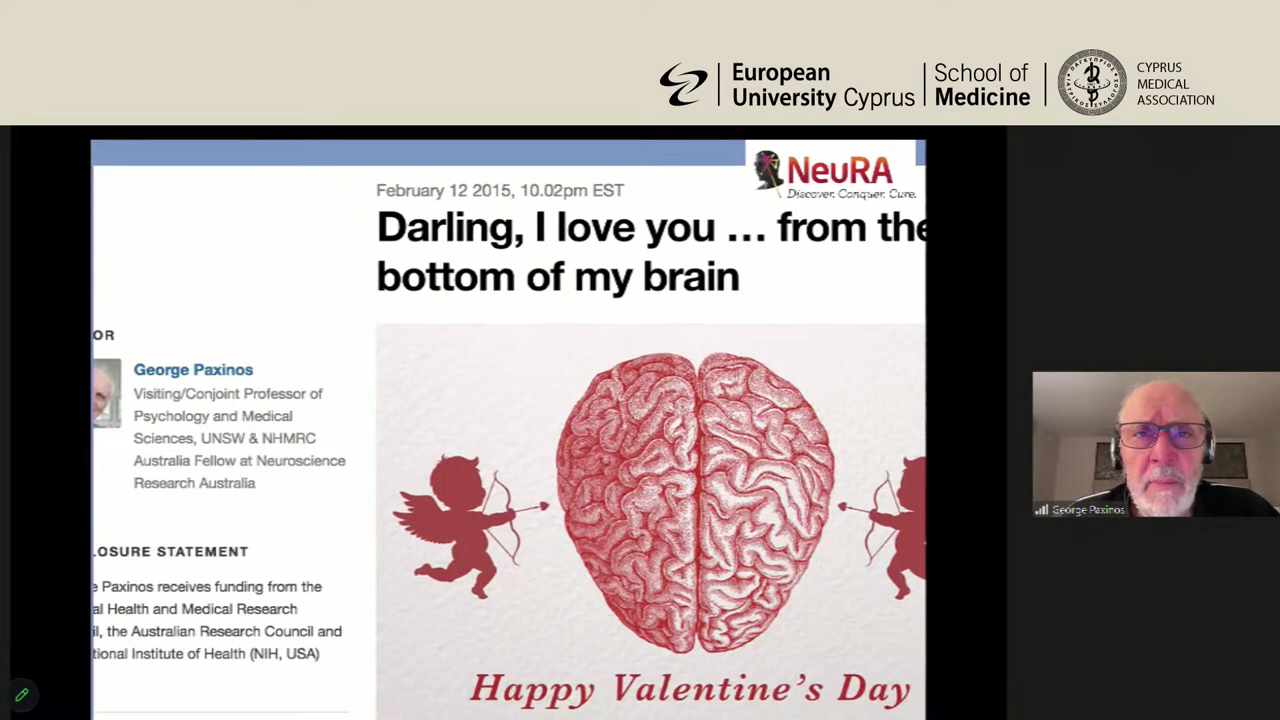 European
University Cyprus
School of
Medicine
CYPRUS
MEDICAL
ASSOCIATION
NeuRA
Discover. Conquer. Cure.
February 12 2015, 10.02pm EST
Darling, I love you … from the
bottom of my brain
OR
George Paxinos
Visiting/Conjoint Professor of
Psychology and Medical
Sciences, UNSW & NHMRC
Australia Fellow at Neuroscience
Research Australia
LOSURE STATEMENT
e Paxinos receives funding from the
al Health and Medical Research
il, the Australian Research Council and
tional Institute of Health (NIH, USA)
Happy Valentine's Day
George Paxinos